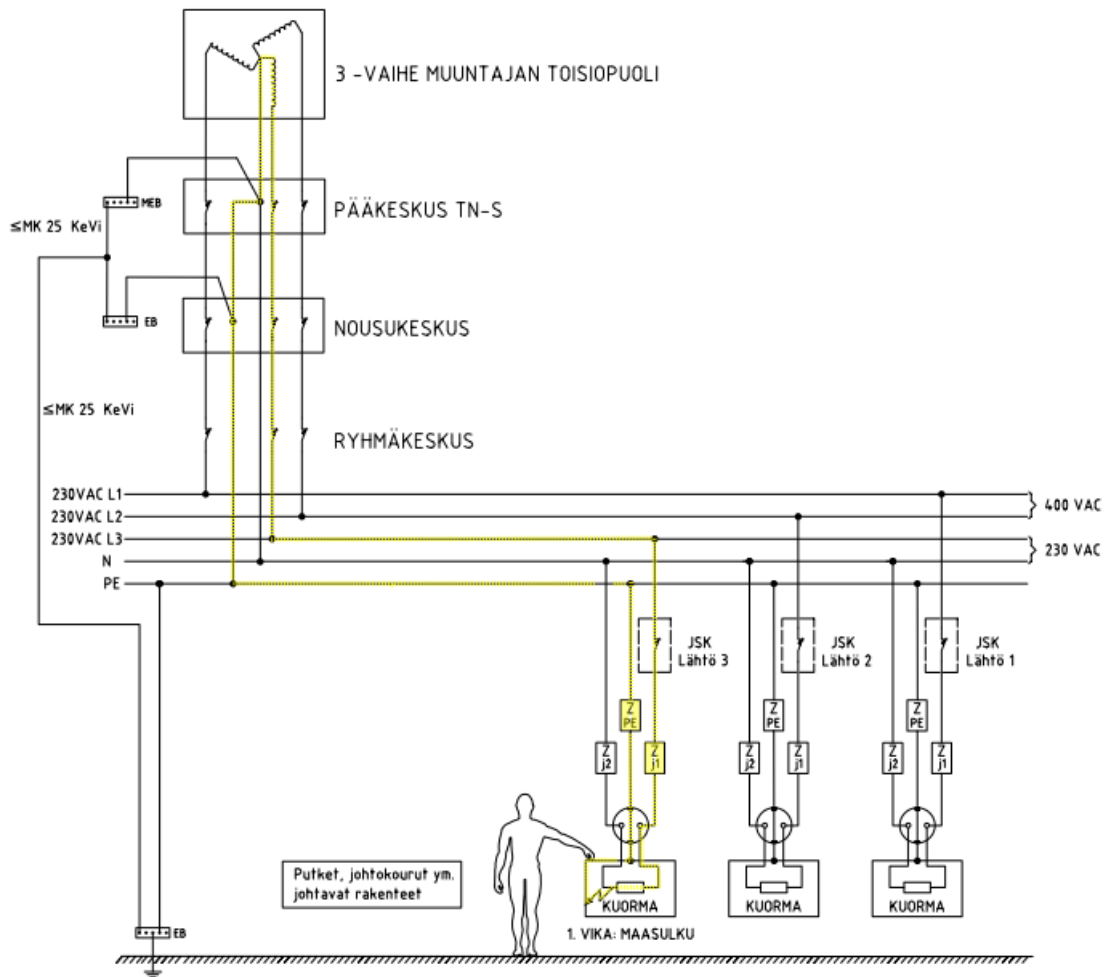 3 -VAIHE MUUNTAJAN TOISIOPUOLI
MEB
PÄÄKESKUS TN-S
≤MK 25 KeVi
EB
NOUSUKESKUS
≤MK 25 KeVi
RYHMÄKESKUS
230VAC L1
400 VAC
230VAC L2
230VAC L3
230 VAC
N
PE
JSK
Lähtö 3
JSK
Lähtö 2
JSK
Lähtö 1
Z
PE
Z
PE
Z
PE
Z
j2
Z
j1
Z
j2
Z
j1
Z
j2
Z
j1
Putket, johtokourut ym.
johtavat rakenteet
KUORMA
KUORMA
KUORMA
1. VIKA: MAASULKU
EB